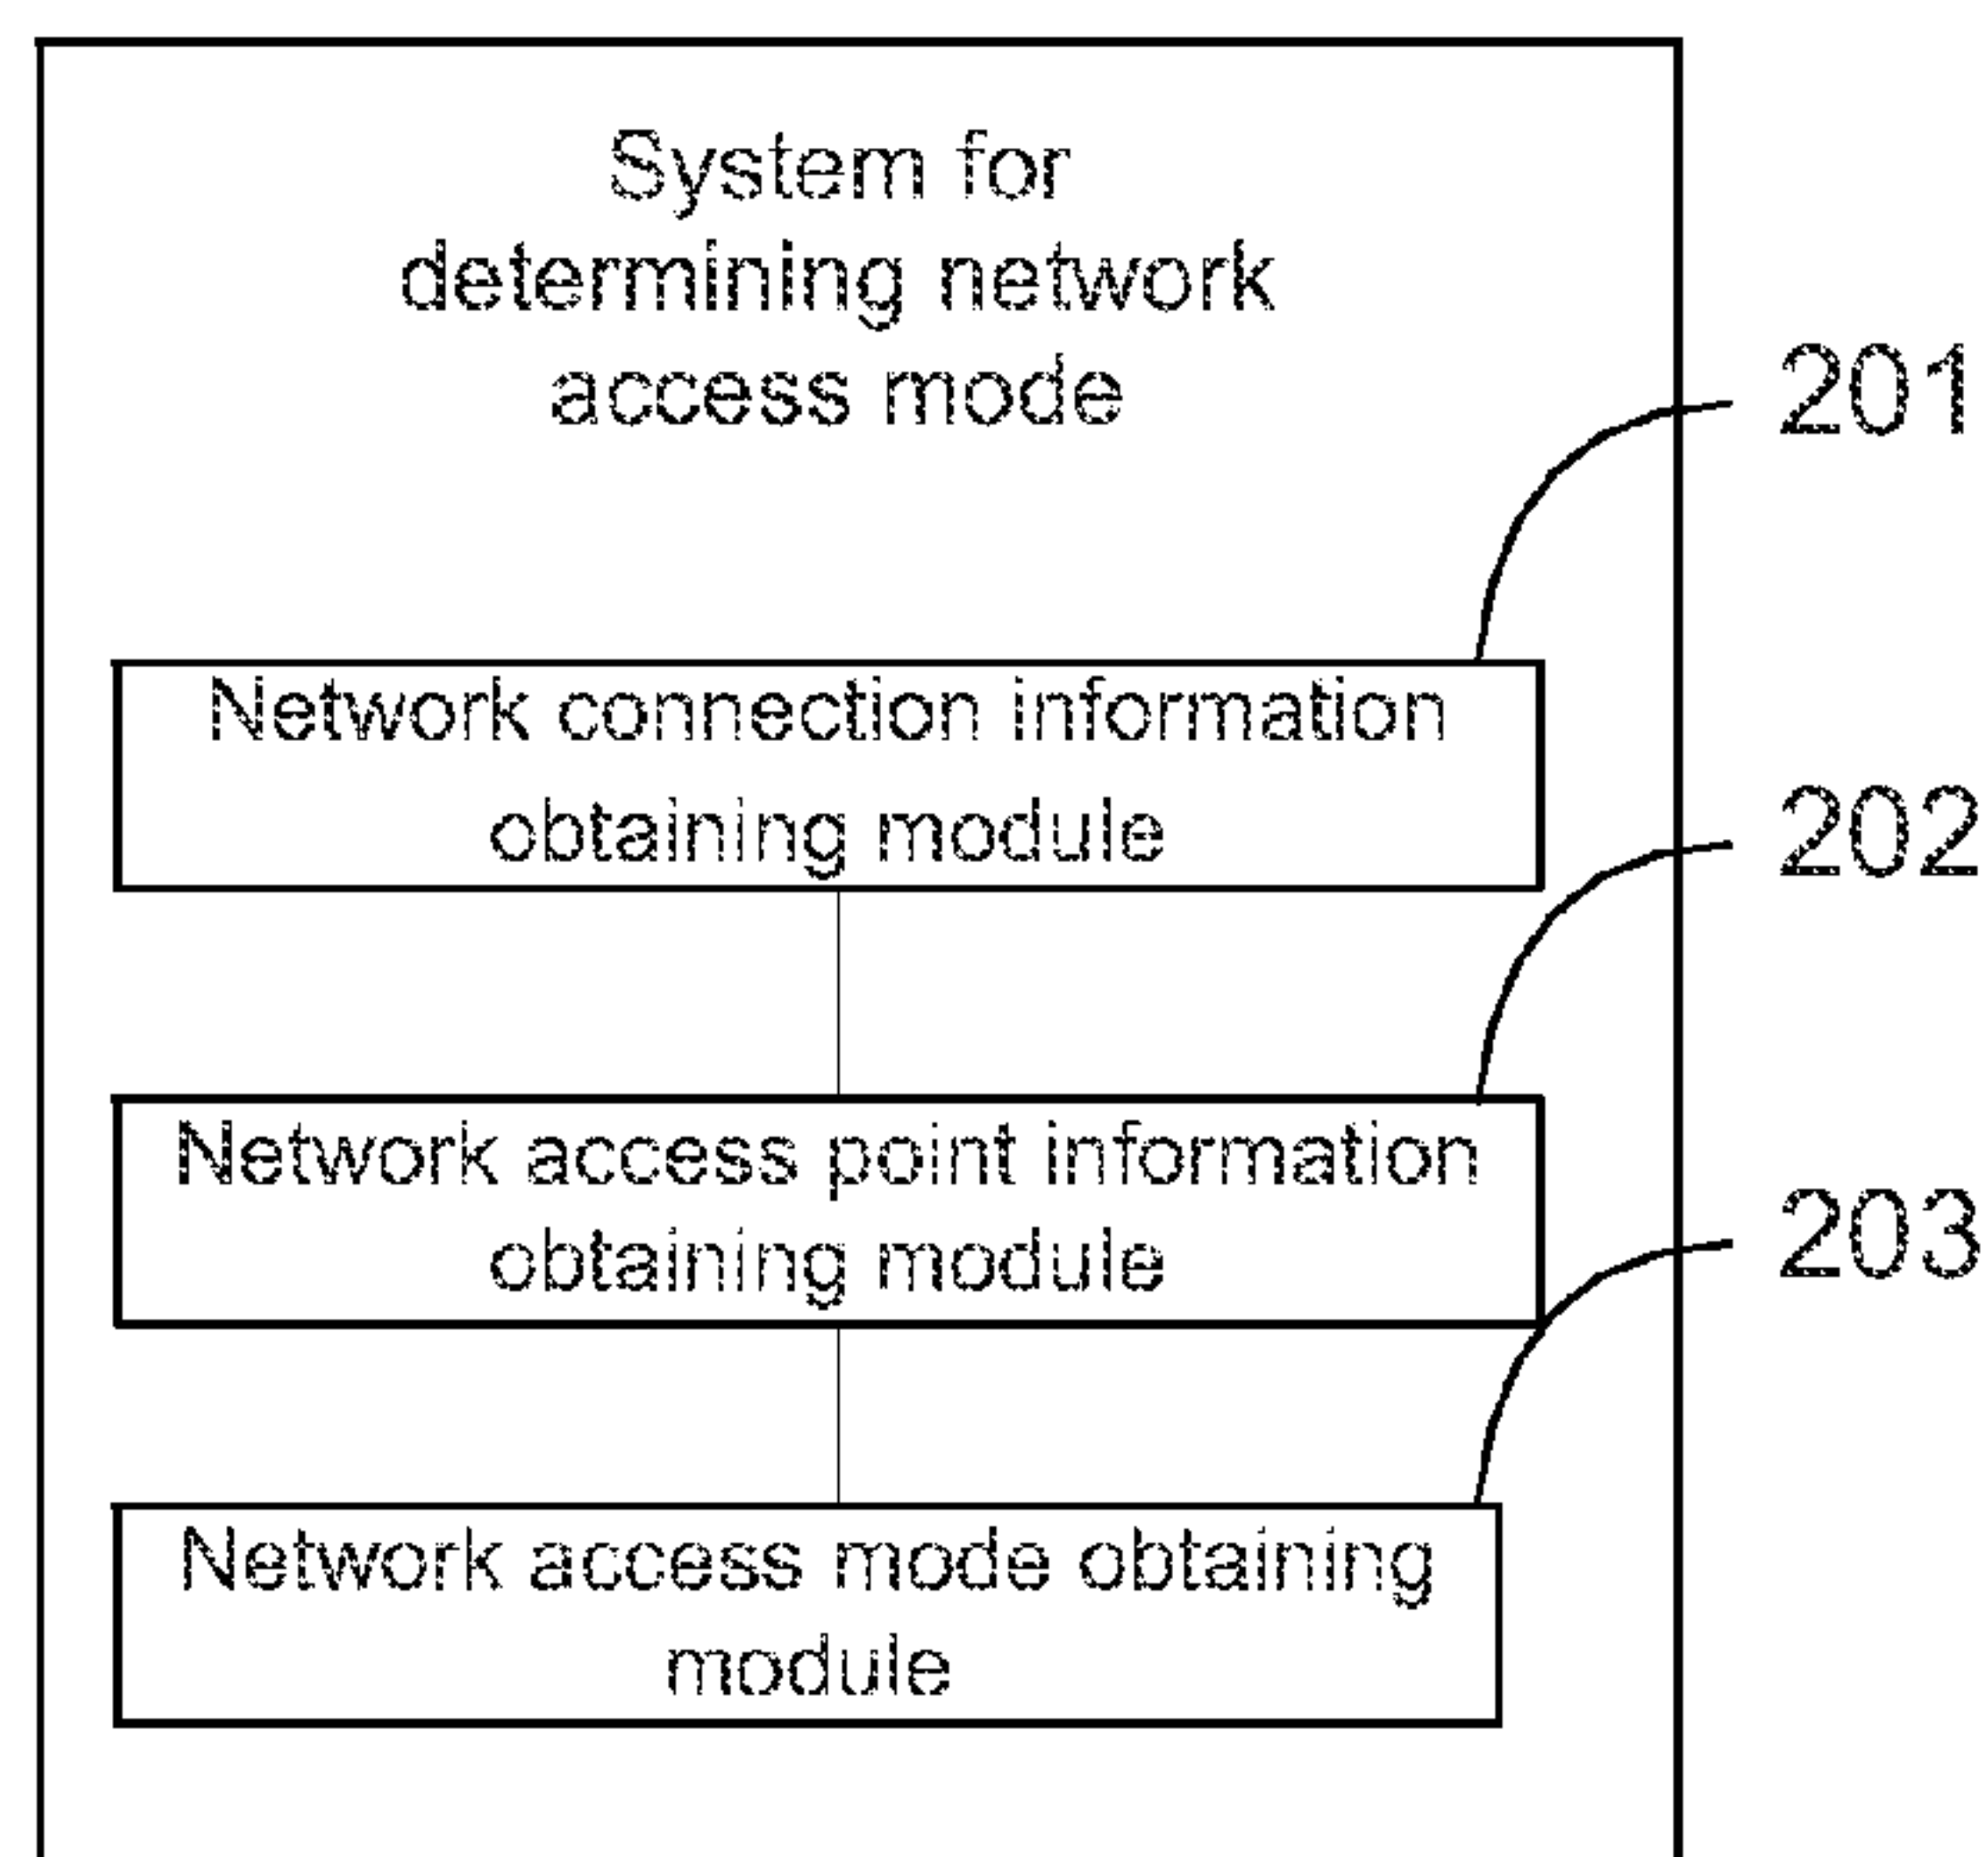 System for
determining network
access mode
201
Network connection information
obtaining module
202
Network access point information
obtaining module
203
Network access mode obtaining
module